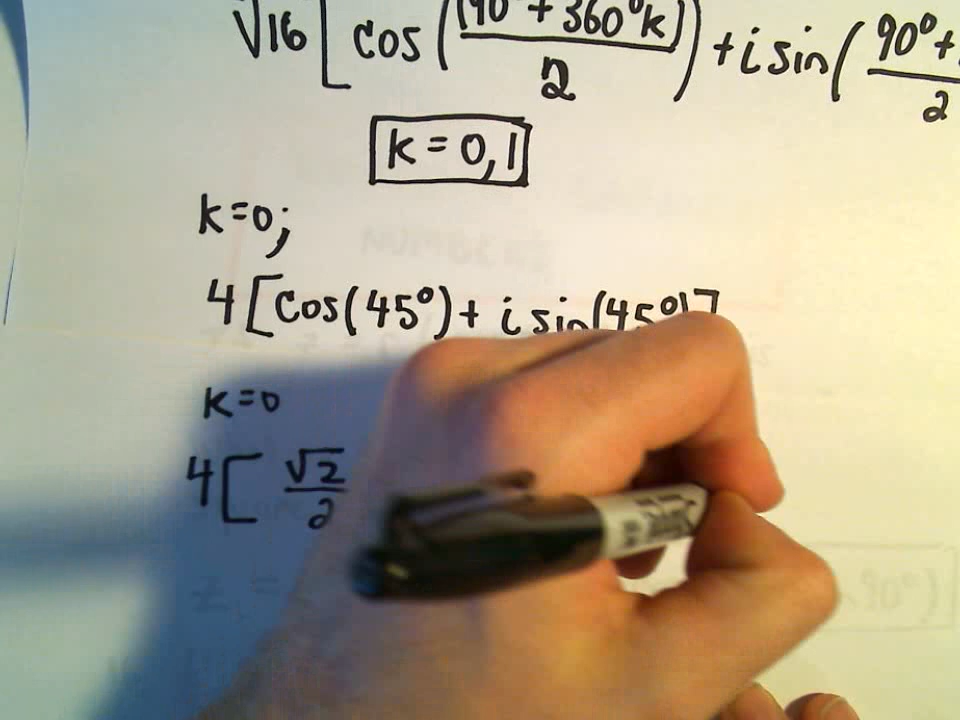 √16 [ cos ( (90° + 360°k) / 2 ) + i sin ( 90° + / 2
k = 0, 1
k=0;
4 [cos(45°) + i sin(45°)]
k=0
4 [ √2 / 2